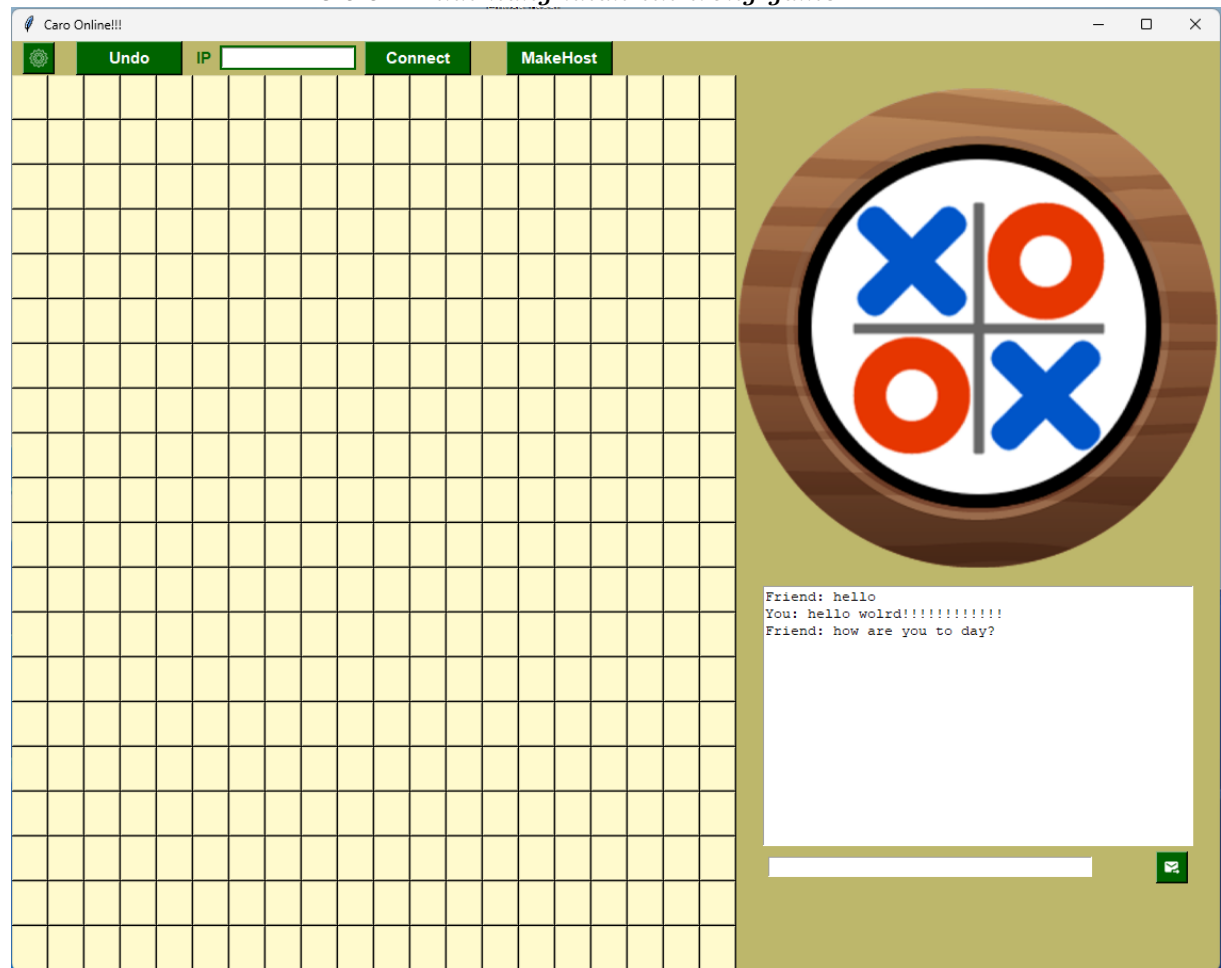 Caro Online!!!
Undo IP Connect MakeHost
Friend: hello
You: hello wolrd!!!!!!!!!!!!
Friend: how are you to day?